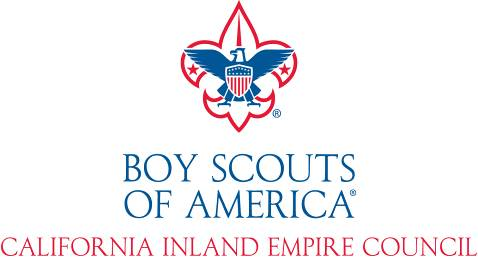 ®
BOY SCOUTS
OF AMERICA®
CALIFORNIA INLAND EMPIRE COUNCIL